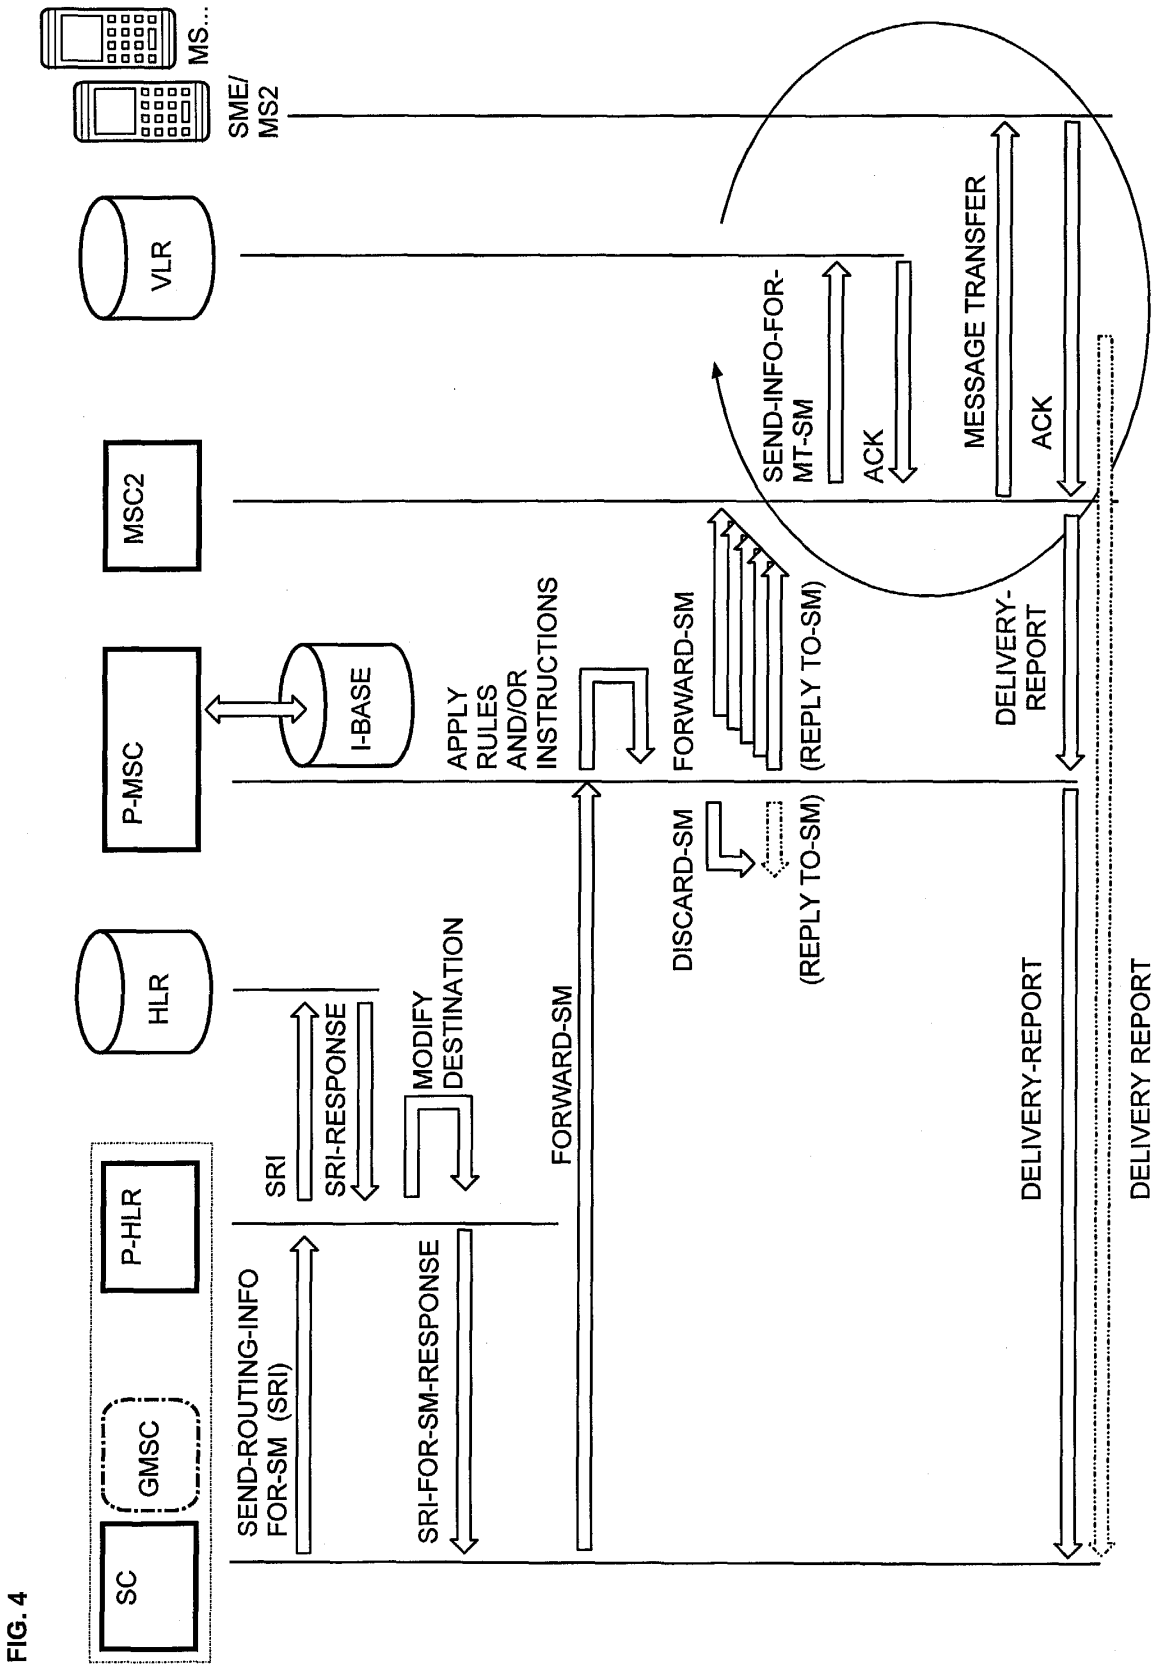 FIG. 4
SC
GMSC
P-HLR
HLR
P-MSC
I-BASE
MSC2
VLR
SME/
MS2
MS...
SEND-ROUTING-INFO
FOR-SM (SRI)
SRI
SRI-RESPONSE
MODIFY
DESTINATION
SRI-FOR-SM-RESPONSE
FORWARD-SM
APPLY
RULES
AND/OR
INSTRUCTIONS
DISCARD-SM
(REPLY TO-SM)
FORWARD-SM
(REPLY TO-SM)
SEND-INFO-FOR-
MT-SM
ACK
MESSAGE TRANSFER
ACK
DELIVERY-
REPORT
DELIVERY-REPORT
DELIVERY REPORT